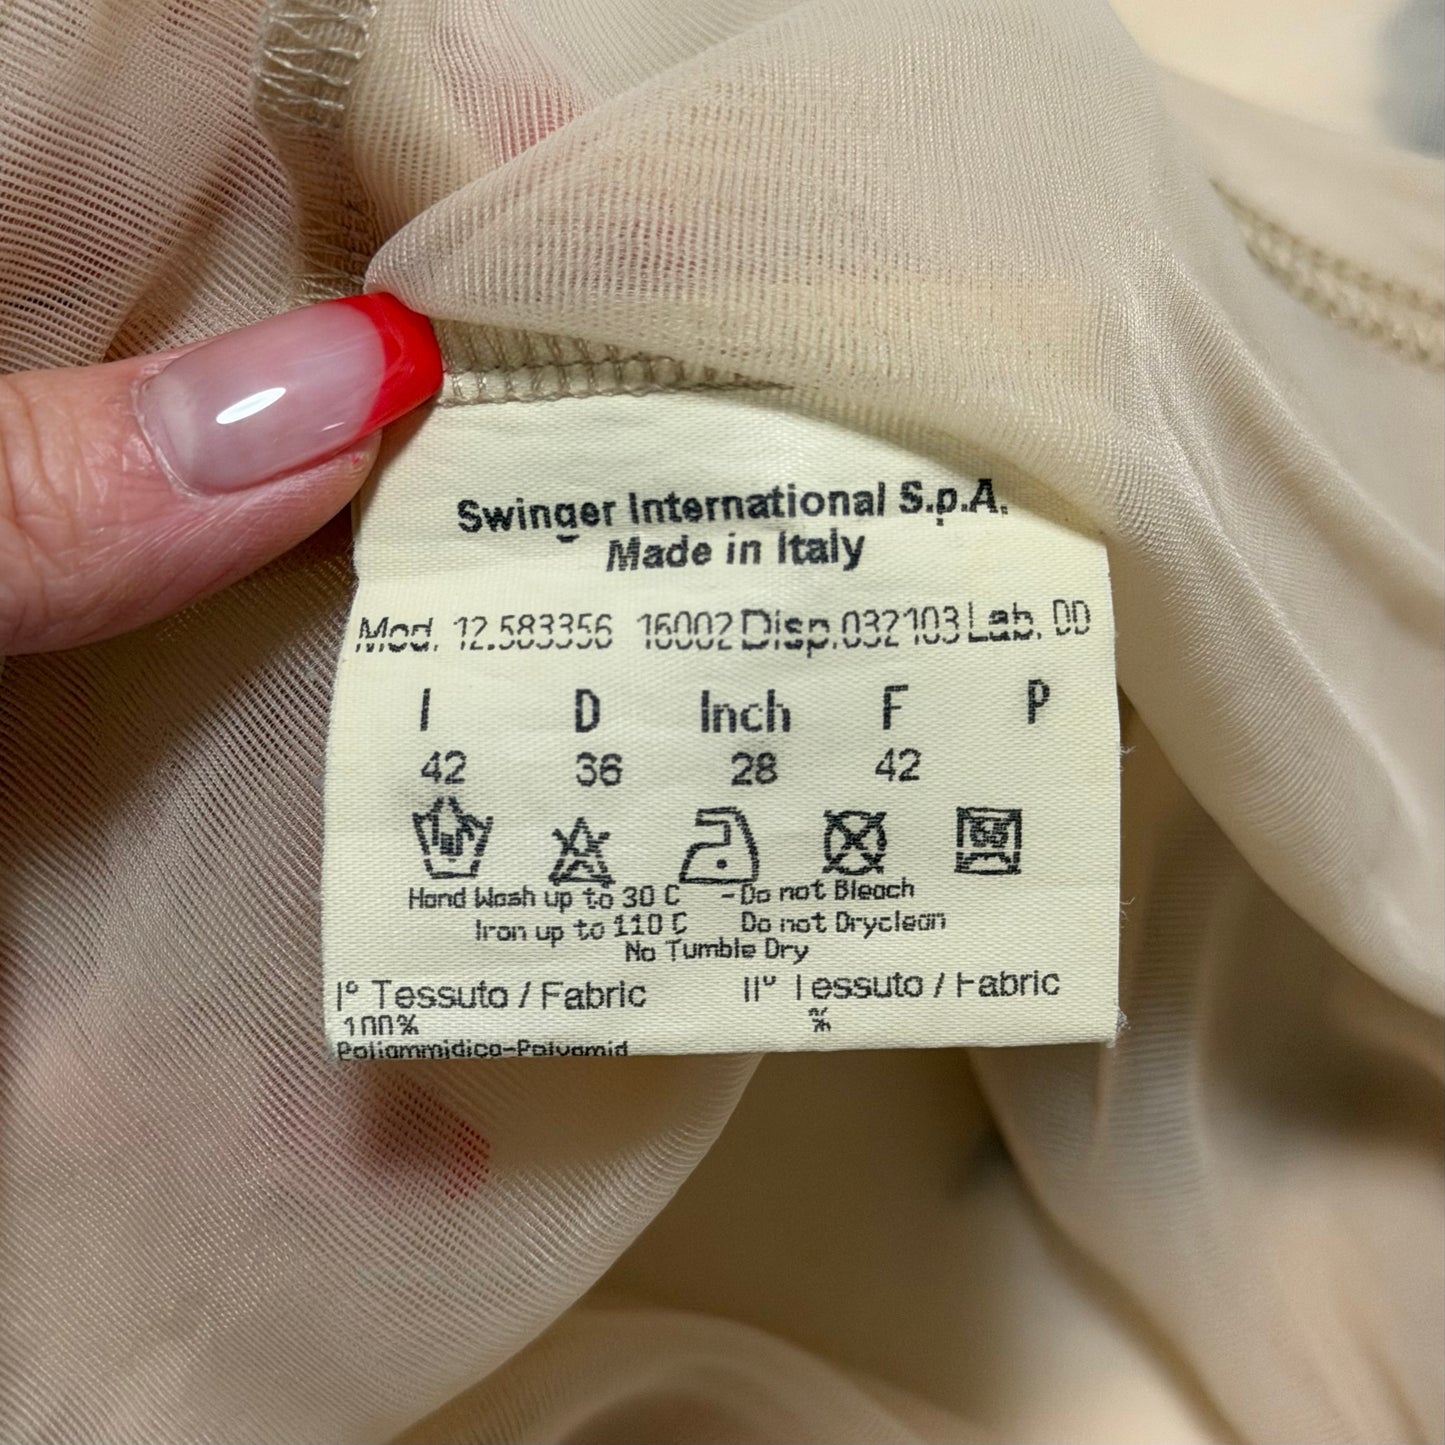 Swinger International S.p.A.
Made in Italy
Mod. 12.583356 16002 Disp.032103 Lab. DD
I D Inch F P
42 36 28 42
Hand Wash up to 30 C - Do not Bleach
Iron up to 110 C Do not Dryclean
No Tumble Dry
I° Tessuto / Fabric II° Tessuto / Fabric
100% %
Poliammidica-Polyamid